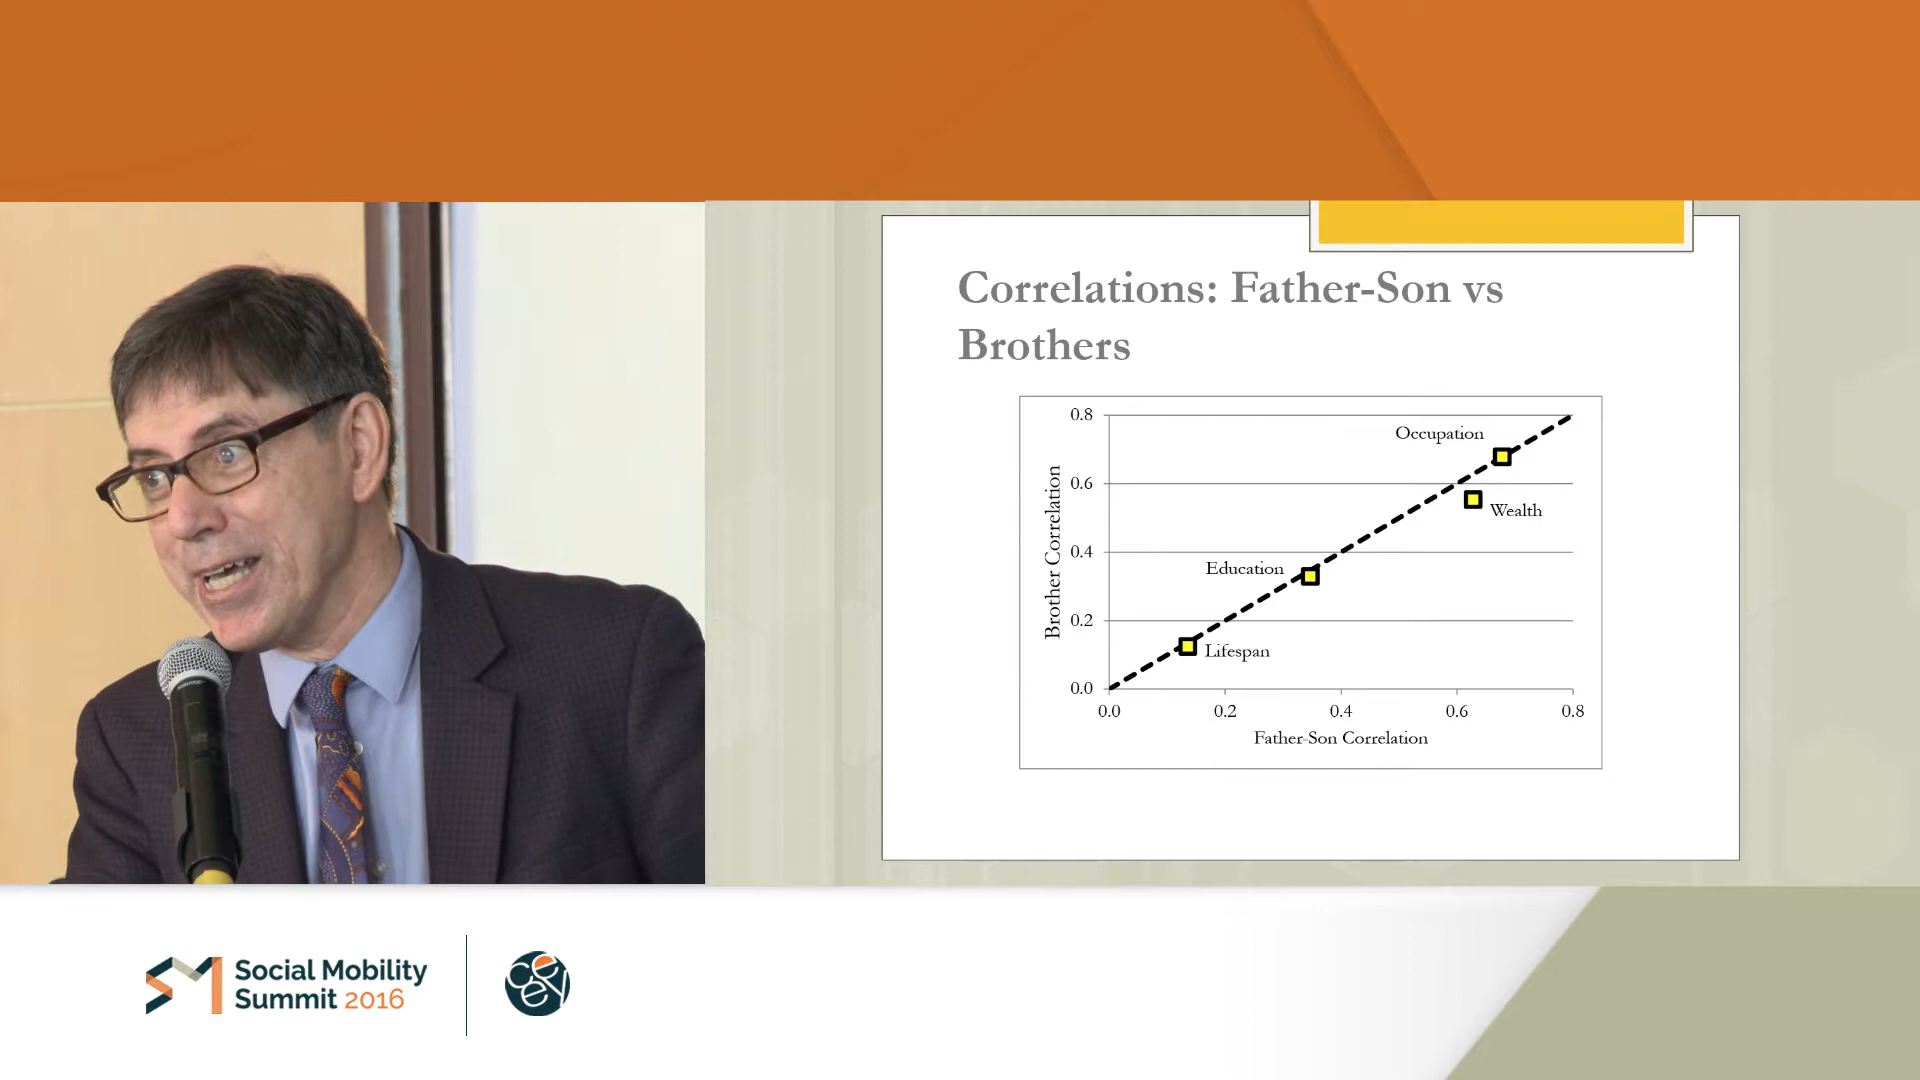 Correlations: Father-Son vs
Brothers
Brother Correlation
0.8
0.6
0.4
0.2
0.0
Occupation
Wealth
Education
Lifespan
0.0 0.2 0.4 0.6 0.8
Father-Son Correlation
SM
Social Mobility
Summit 2016
ceey